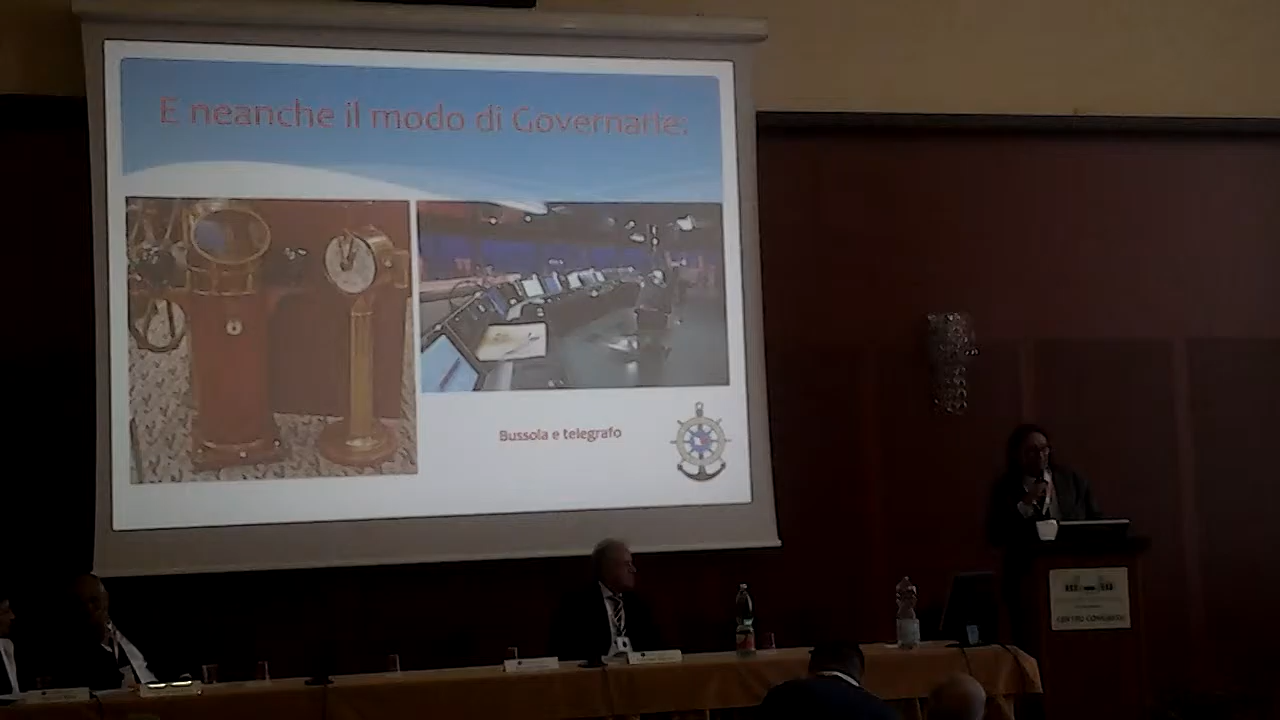 E neanche il modo di Governarle:
Bussola e telegrafo
CENTRO CONGRESSI